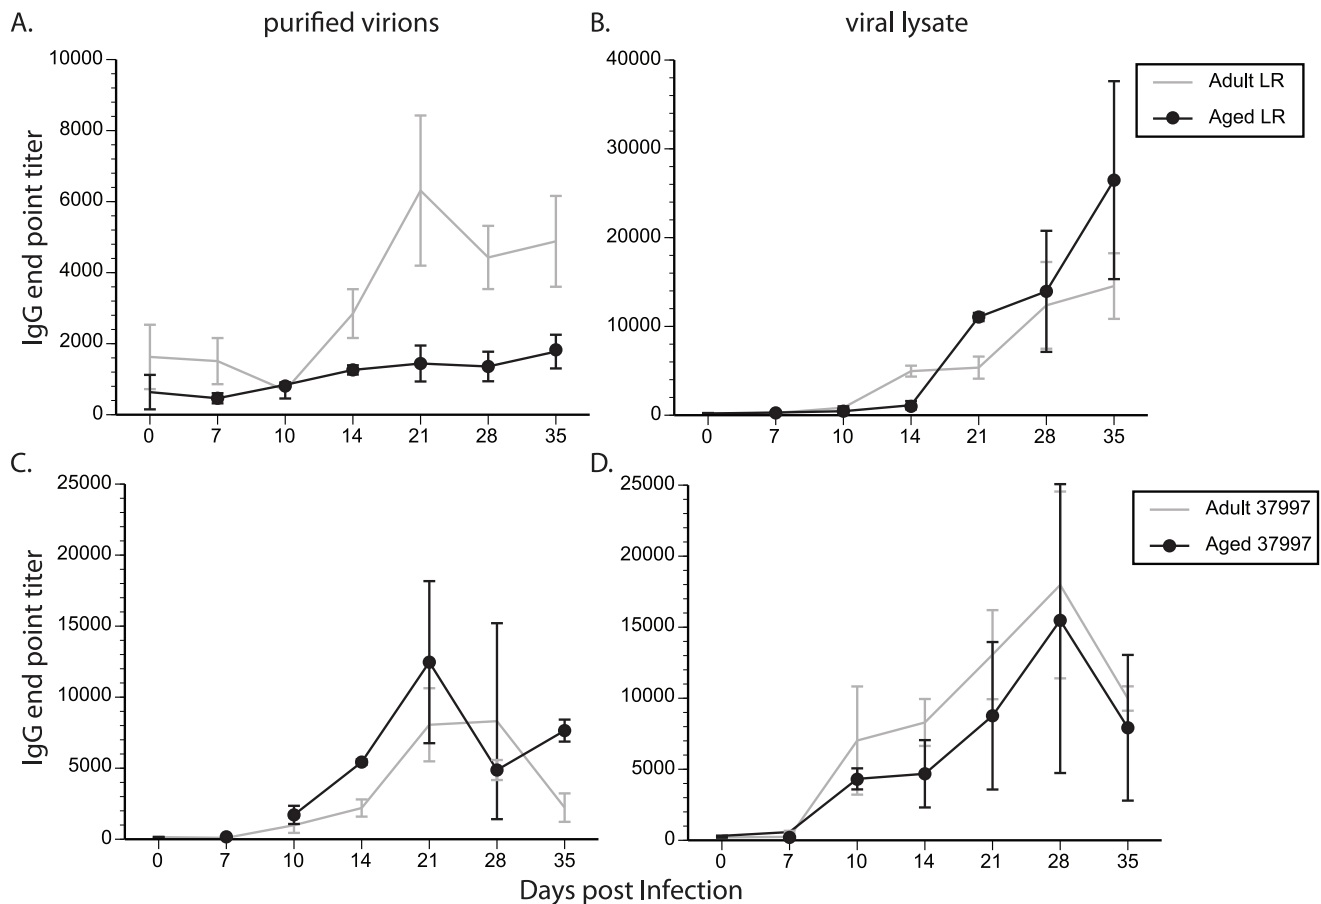 A.
purified virions
B.
viral lysate
IgG end point titer
10000
8000
6000
4000
2000
0
0 7 10 14 21 28 35
40000
30000
20000
10000
0
0 7 10 14 21 28 35
Adult LR
Aged LR
C.
D.
IgG end point titer
25000
20000
15000
10000
5000
0
0 7 10 14 21 28 35
25000
20000
15000
10000
5000
0
0 7 10 14 21 28 35
Adult 37997
Aged 37997
Days post Infection